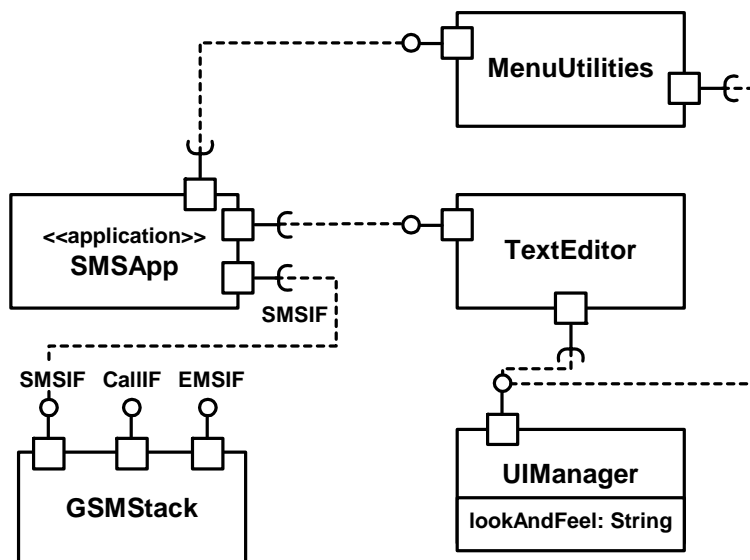 MenuUtilities
<<application>>
SMSApp
TextEditor
SMSIF
SMSIF CallIF EMSIF
GSMStack
UIManager
lookAndFeel: String